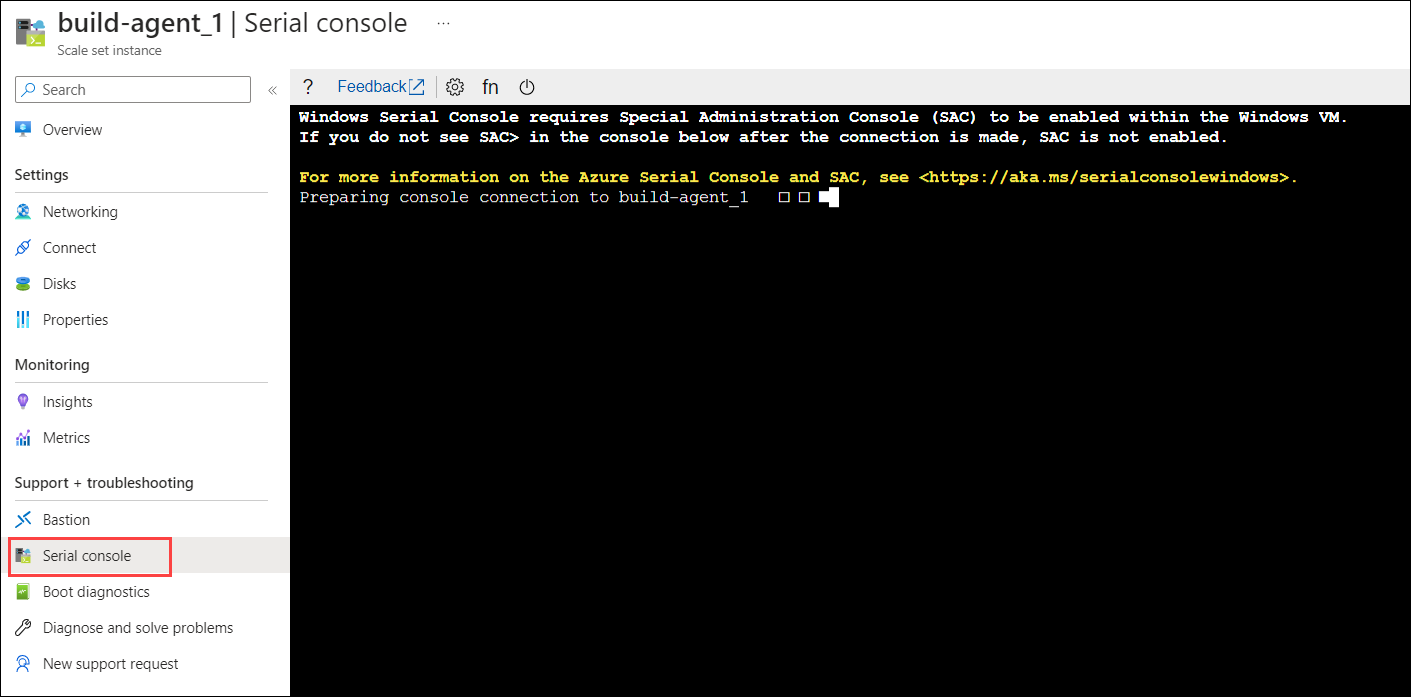 build-agent_1 | Serial console ...
Scale set instance
Search «
? Feedback fn
Overview
Settings
Networking
Connect
Disks
Properties
Monitoring
Insights
Metrics
Support + troubleshooting
Bastion
Serial console
Boot diagnostics
Diagnose and solve problems
New support request
Windows Serial Console requires Special Administration Console (SAC) to be enabled within the Windows VM.
If you do not see SAC> in the console below after the connection is made, SAC is not enabled.
For more information on the Azure Serial Console and SAC, see <https://aka.ms/serialconsolewindows>.
Preparing console connection to build-agent_1 □ □ ■